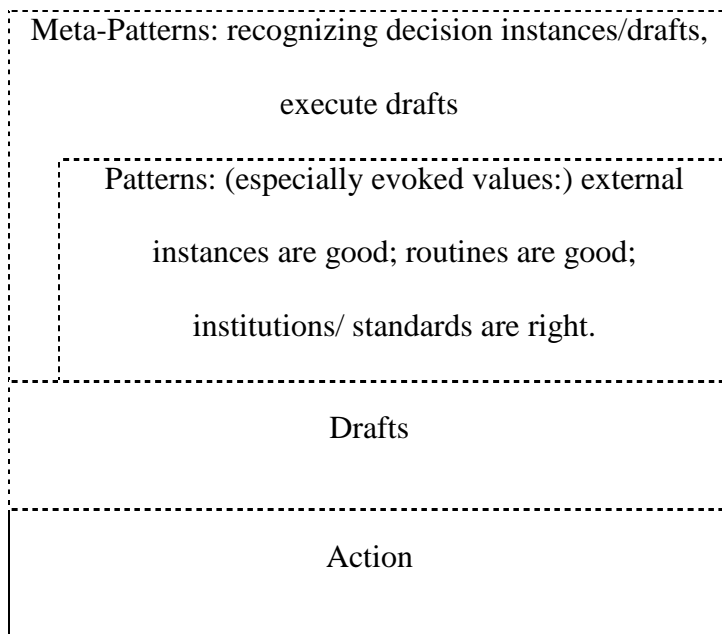 Meta-Patterns: recognizing decision instances/drafts,
execute drafts
Patterns: (especially evoked values:) external
instances are good; routines are good;
institutions/ standards are right.
Drafts
Action